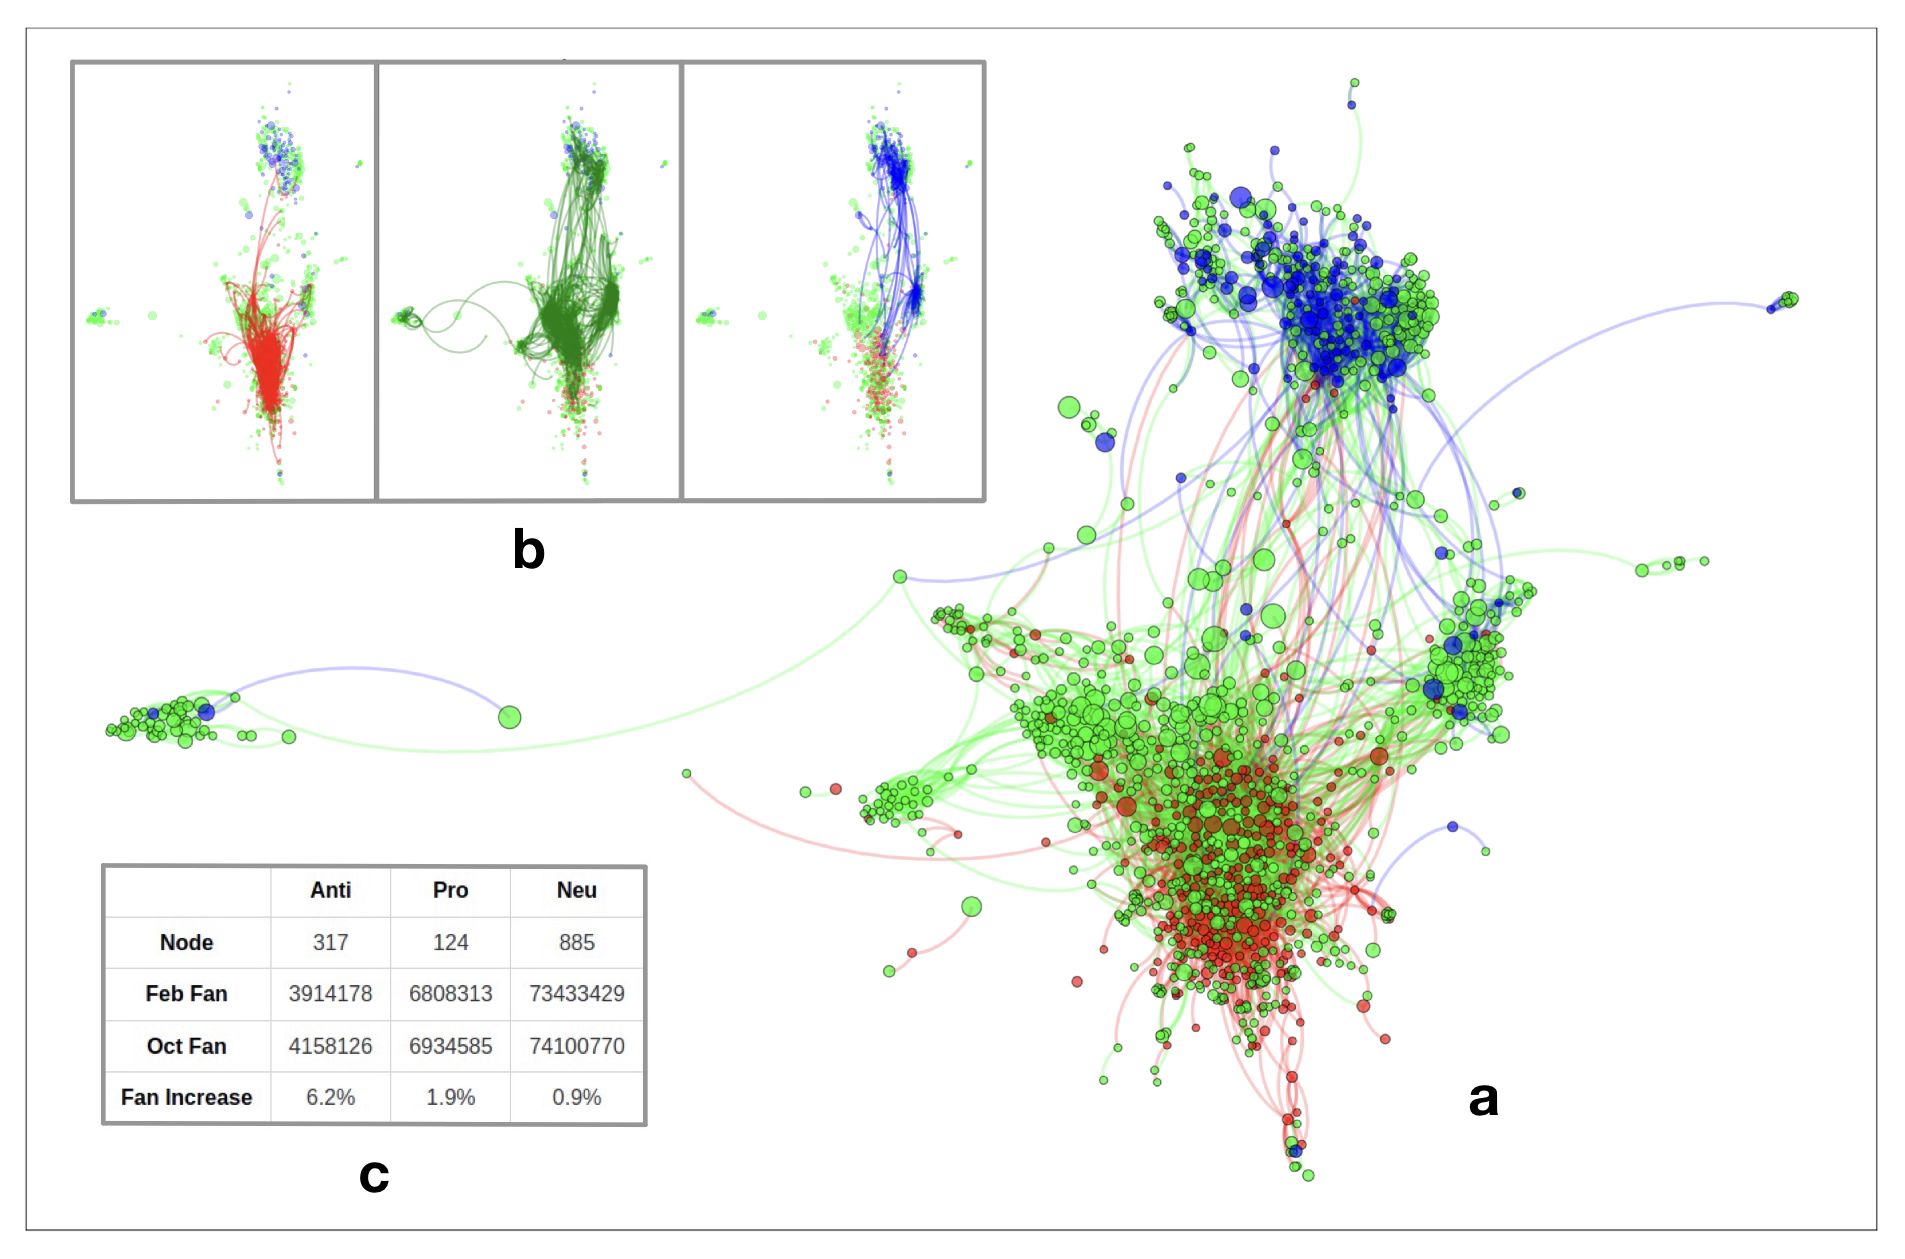 b
Anti Pro Neu
Node 317 124 885
Feb Fan 3914178 6808313 73433429
Oct Fan 4158126 6934585 74100770
Fan Increase 6.2% 1.9% 0.9%
c
a